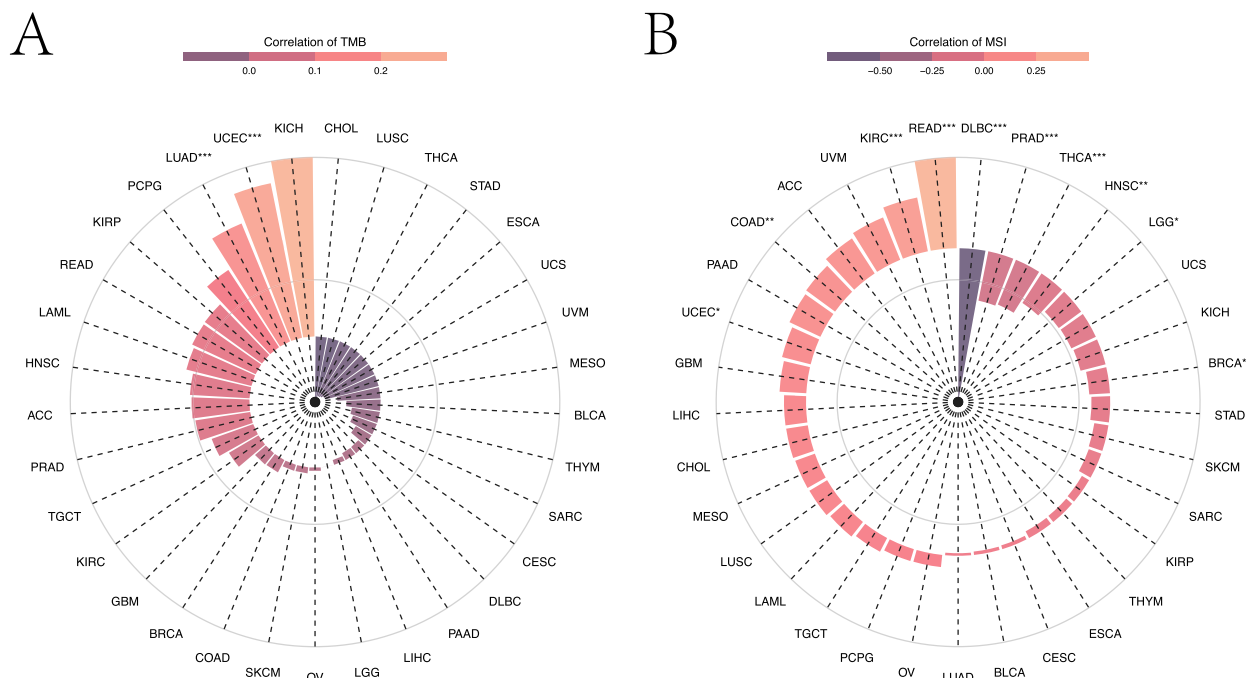 A
Correlation of TMB
0.0 0.1 0.2
KICH CHOL
UCEC*** LUSC
LUAD*** THCA
PCPG STAD
KIRP ESCA
READ UCS
LAML UVM
HNSC MESO
ACC BLCA
PRAD THYM
TGCT SARC
KIRC CESC
GBM DLBC
BRCA PAAD
COAD LIHC
SKCM OV LGG
B
Correlation of MSI
−0.50 −0.25 0.00 0.25
READ*** DLBC***
KIRC*** PRAD***
UVM THCA***
ACC HNSC**
COAD** LGG*
PAAD UCS
UCEC* KICH
GBM BRCA*
LIHC STAD
CHOL SKCM
MESO SARC
LUSC KIRP
LAML THYM
TGCT ESCA
PCPG CESC
OV LUAD BLCA